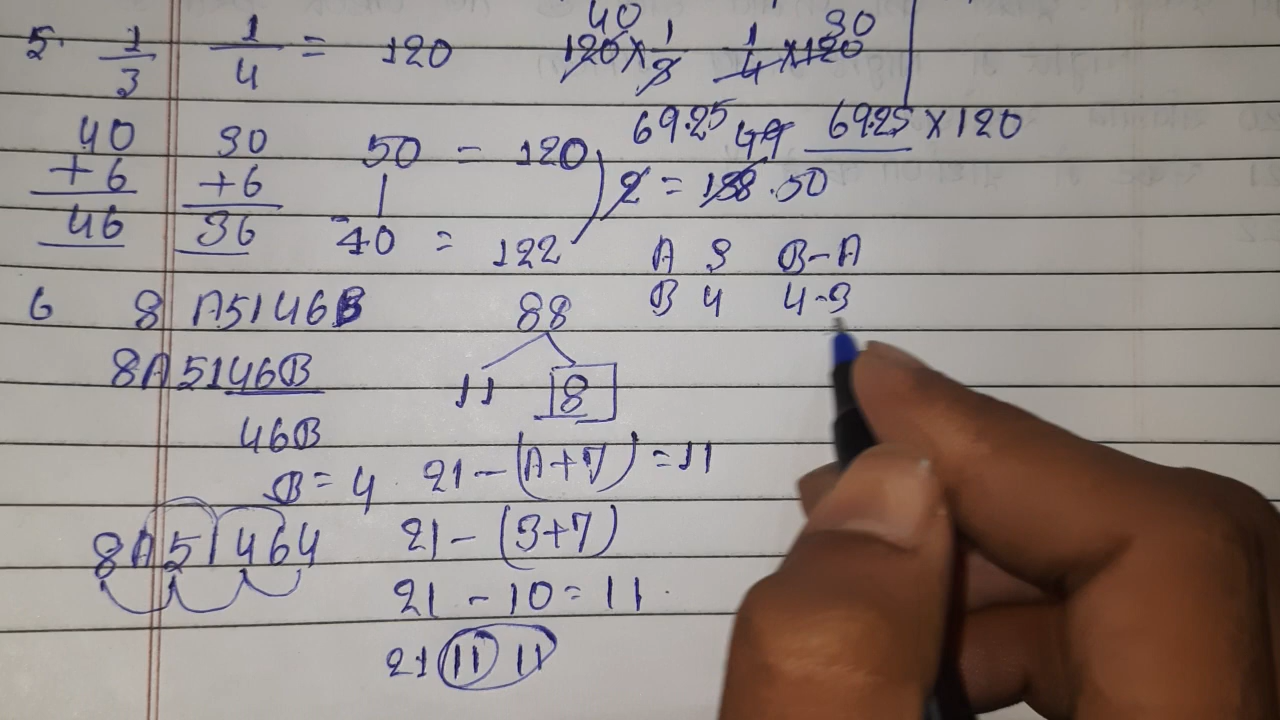 40 30
5. 1/3 1/4 = 120 120 × 1/3 1/4 × 120
40 30 50 = 120 69.25 69.25 × 120
+6 +6 2 = 138.50
46 36 40 = 122 A 3 B-A
6 8 A5146B 88 B 4 4-3
8A5146B 11 8
46B
B = 4 21 - (A+7) = 11
8A51464 21 - (3+7)
21 - 10 = 11
21 11 11